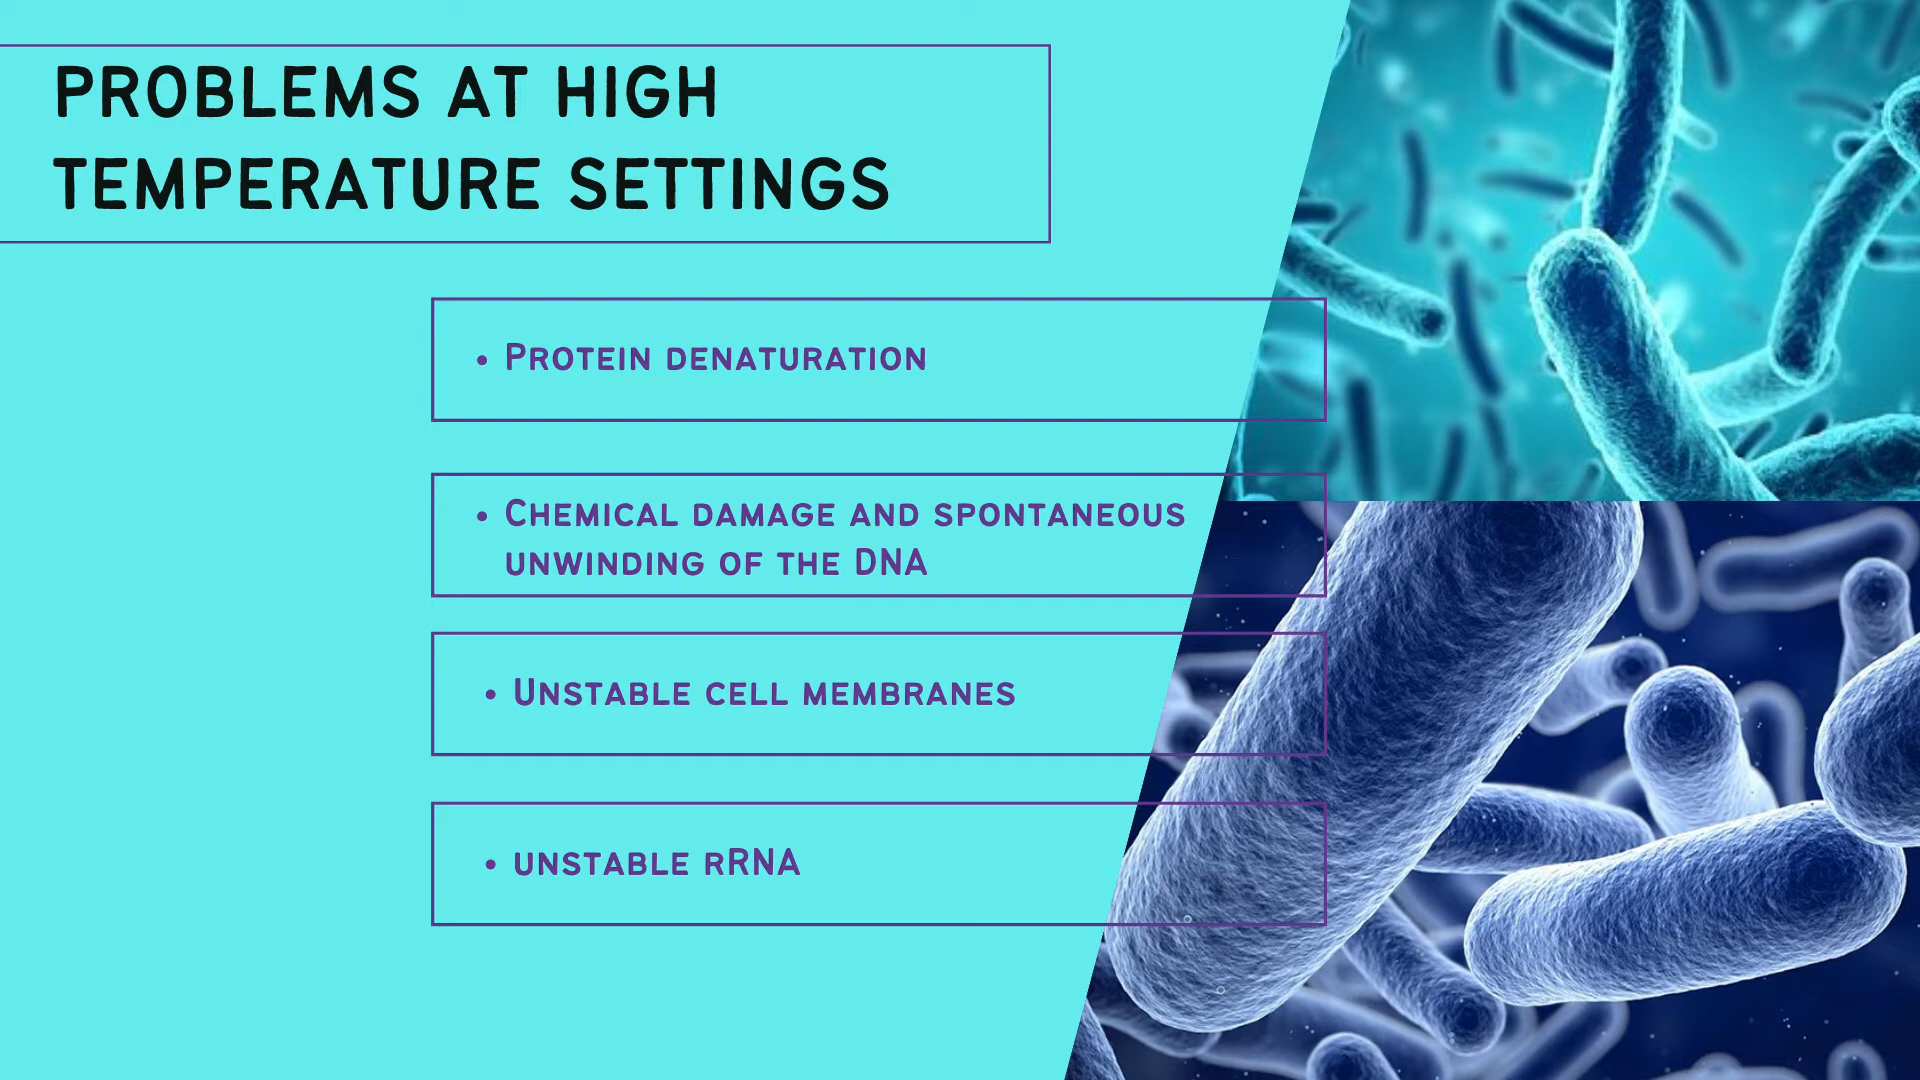 PROBLEMS AT HIGH
TEMPERATURE SETTINGS
• Protein denaturation
• Chemical damage and spontaneous
unwinding of the DNA
• Unstable cell membranes
• unstable rRNA